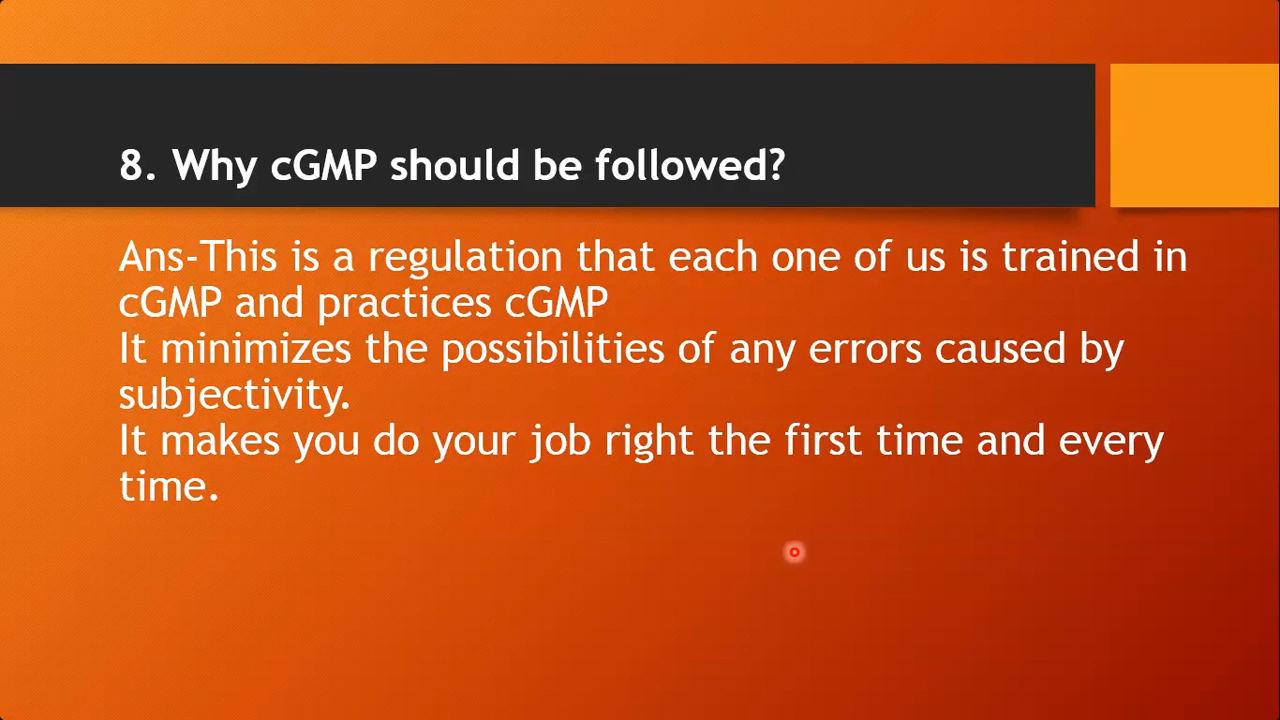 8. Why cGMP should be followed?
Ans-This is a regulation that each one of us is trained in
cGMP and practices cGMP
It minimizes the possibilities of any errors caused by
subjectivity.
It makes you do your job right the first time and every
time.